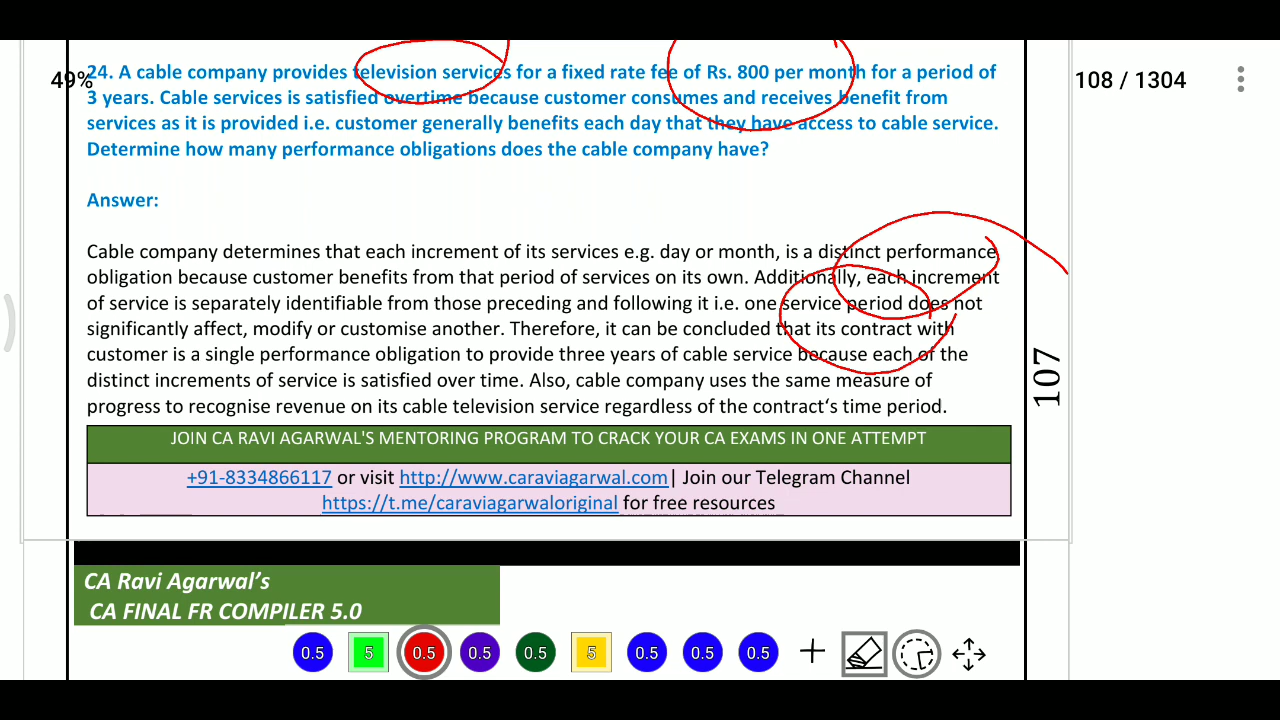 24. A cable company provides television services for a fixed rate fee of Rs. 800 per month for a period of
49%
108 / 1304
3 years. Cable services is satisfied overtime because customer consumes and receives benefit from
services as it is provided i.e. customer generally benefits each day that they have access to cable service.
Determine how many performance obligations does the cable company have?
Answer:
Cable company determines that each increment of its services e.g. day or month, is a distinct performance
obligation because customer benefits from that period of services on its own. Additionally, each increment
of service is separately identifiable from those preceding and following it i.e. one service period does not
significantly affect, modify or customise another. Therefore, it can be concluded that its contract with
customer is a single performance obligation to provide three years of cable service because each of the
distinct increments of service is satisfied over time. Also, cable company uses the same measure of
progress to recognise revenue on its cable television service regardless of the contract‘s time period.
107
JOIN CA RAVI AGARWAL'S MENTORING PROGRAM TO CRACK YOUR CA EXAMS IN ONE ATTEMPT
+91-8334866117 or visit http://www.caraviagarwal.com| Join our Telegram Channel
https://t.me/caraviagarwaloriginal for free resources
CA Ravi Agarwal’s
CA FINAL FR COMPILER 5.0
0.5 5 0.5 0.5 0.5 5 0.5 0.5 0.5